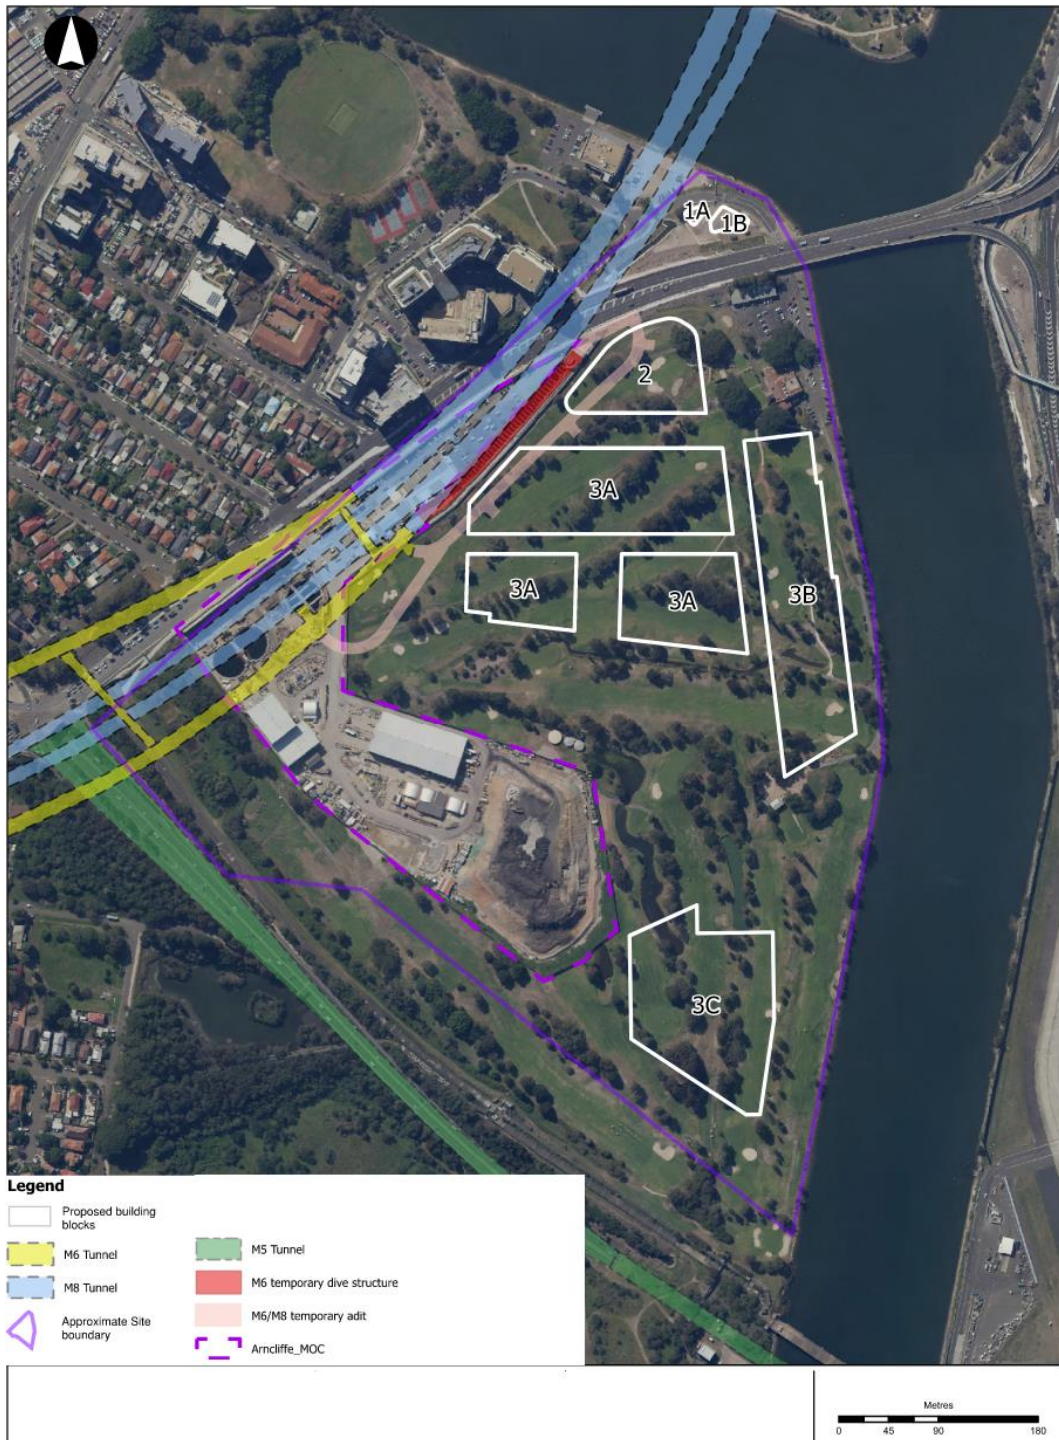 1A
1B
2
3A
3A
3A
3B
3C
Legend
Proposed building
blocks
M6 Tunnel
M8 Tunnel
Approximate Site
boundary
M5 Tunnel
M6 temporary dive structure
M6/M8 temporary adit
Arncliffe_MOC
Metres
0 45 90 180